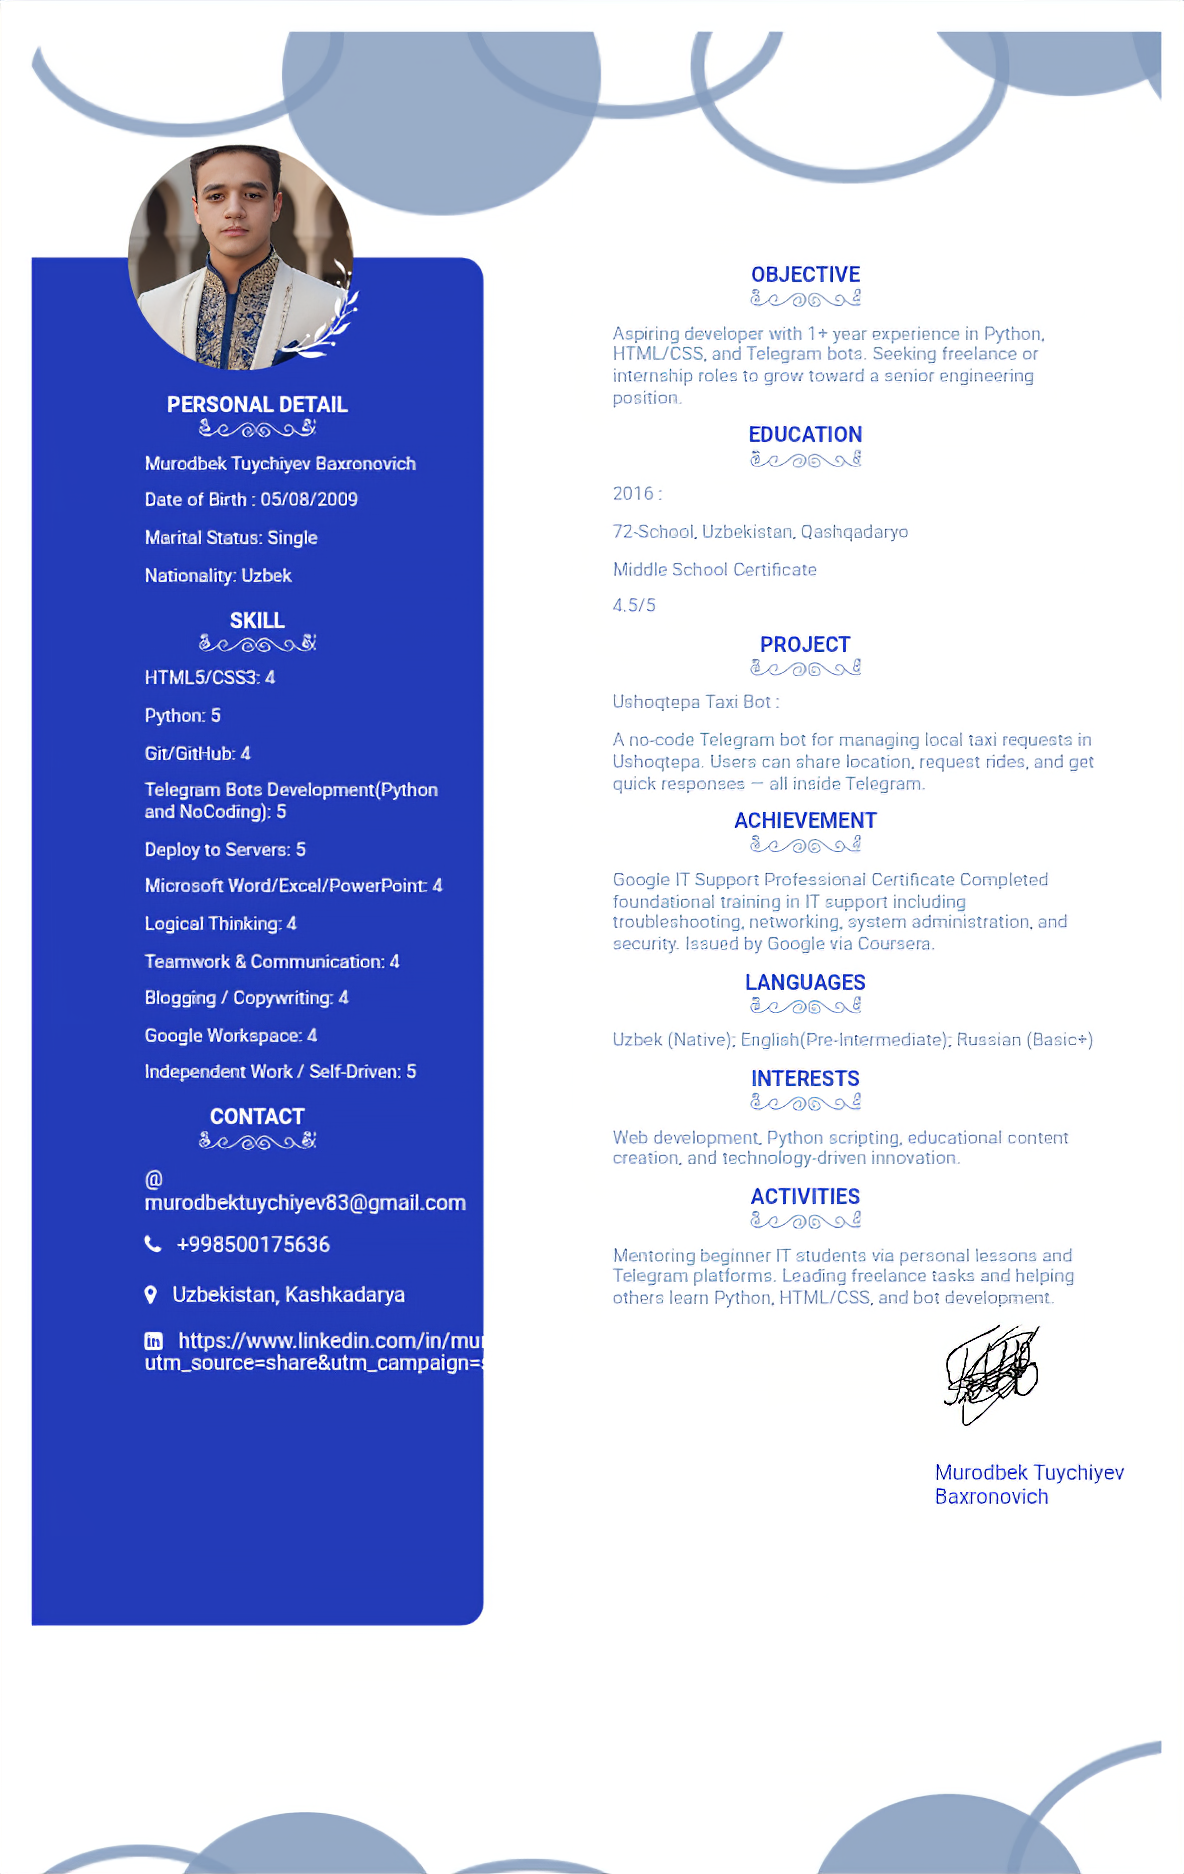 PERSONAL DETAIL
Murodbek Tuychiyev Baxronovich
Date of Birth : 05/08/2009
Marital Status: Single
Nationality: Uzbek
SKILL
HTML5/CSS3: 4
Python: 5
Git/GitHub: 4
Telegram Bots Development(Python
and NoCoding): 5
Deploy to Servers: 5
Microsoft Word/Excel/PowerPoint: 4
Logical Thinking: 4
Teamwork & Communication: 4
Blogging / Copywriting: 4
Google Workspace: 4
Independent Work / Self-Driven: 5
CONTACT
@
murodbektuychiyev83@gmail.com
+998500175636
Uzbekistan, Kashkadarya
https://www.linkedin.com/in/mur
utm_source=share&utm_campaign=s
OBJECTIVE
Aspiring developer with 1+ year experience in Python,
HTML/CSS, and Telegram bots. Seeking freelance or
internship roles to grow toward a senior engineering
position.
EDUCATION
2016 :
72-School, Uzbekistan, Qashqadaryo
Middle School Certificate
4.5/5
PROJECT
Ushoqtepa Taxi Bot :
A no-code Telegram bot for managing local taxi requests in
Ushoqtepa. Users can share location, request rides, and get
quick responses — all inside Telegram.
ACHIEVEMENT
Google IT Support Professional Certificate Completed
foundational training in IT support including
troubleshooting, networking, system administration, and
security. Issued by Google via Coursera.
LANGUAGES
Uzbek (Native); English(Pre-Intermediate); Russian (Basic+)
INTERESTS
Web development, Python scripting, educational content
creation, and technology-driven innovation.
ACTIVITIES
Mentoring beginner IT students via personal lessons and
Telegram platforms. Leading freelance tasks and helping
others learn Python, HTML/CSS, and bot development.
Murodbek Tuychiyev
Baxronovich